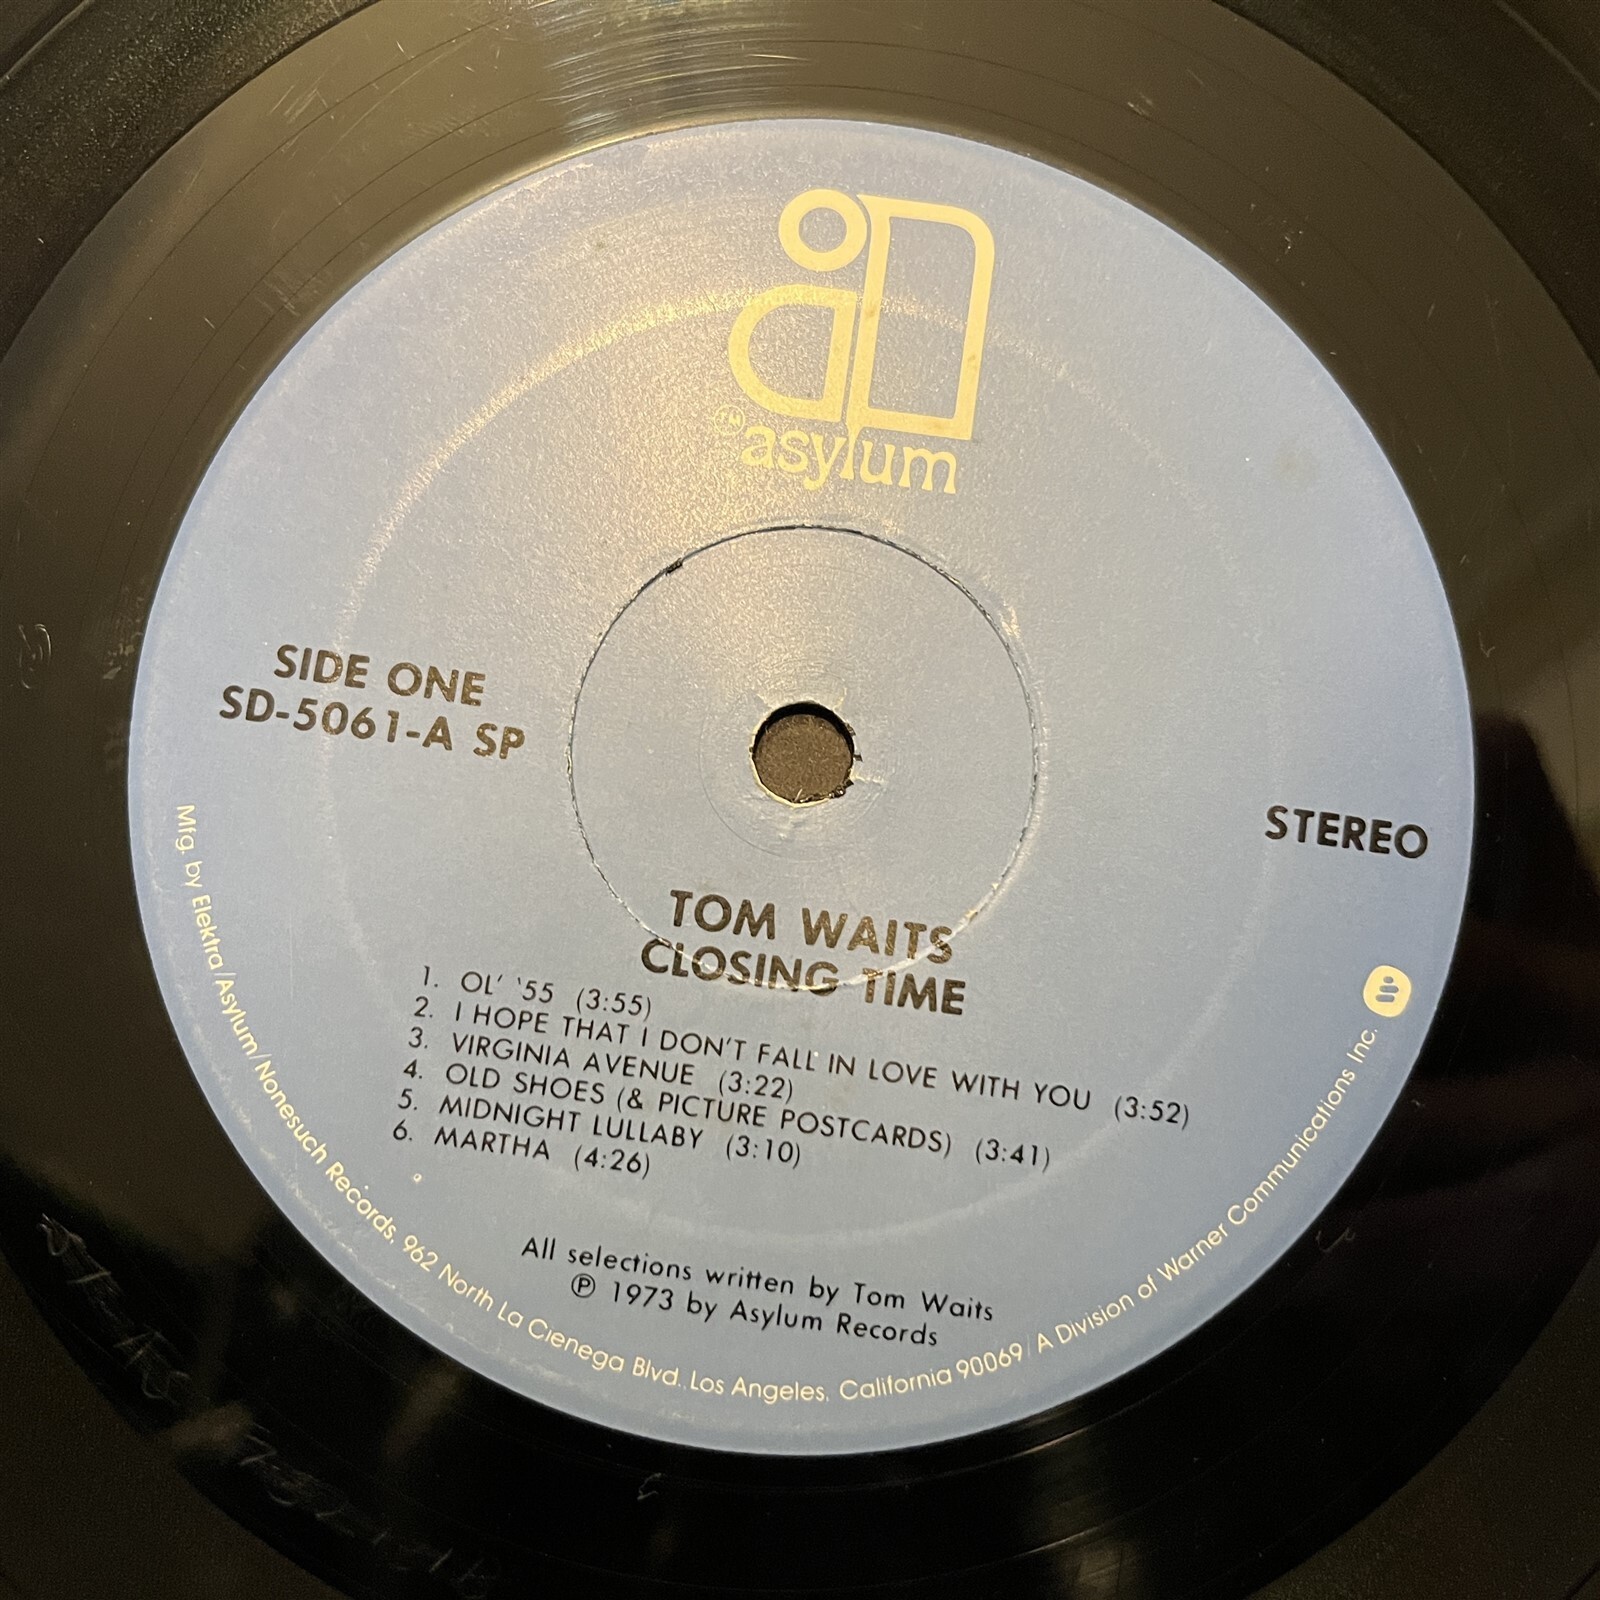 TM
asylum
SIDE ONE
SD-5061-A SP
STEREO
TOM WAITS
CLOSING TIME
1. OL' '55 (3:55)
2. I HOPE THAT I DON'T FALL IN LOVE WITH YOU (3:52)
3. VIRGINIA AVENUE (3:22)
4. OLD SHOES (& PICTURE POSTCARDS) (3:41)
5. MIDNIGHT LULLABY (3:10)
6. MARTHA (4:26)
All selections written by Tom Waits
Ⓟ 1973 by Asylum Records
Mfg. by Elektra/Asylum/Nonesuch Records, 962 North La Cienega Blvd., Los Angeles, California 90069/A Division of Warner Communications Inc.